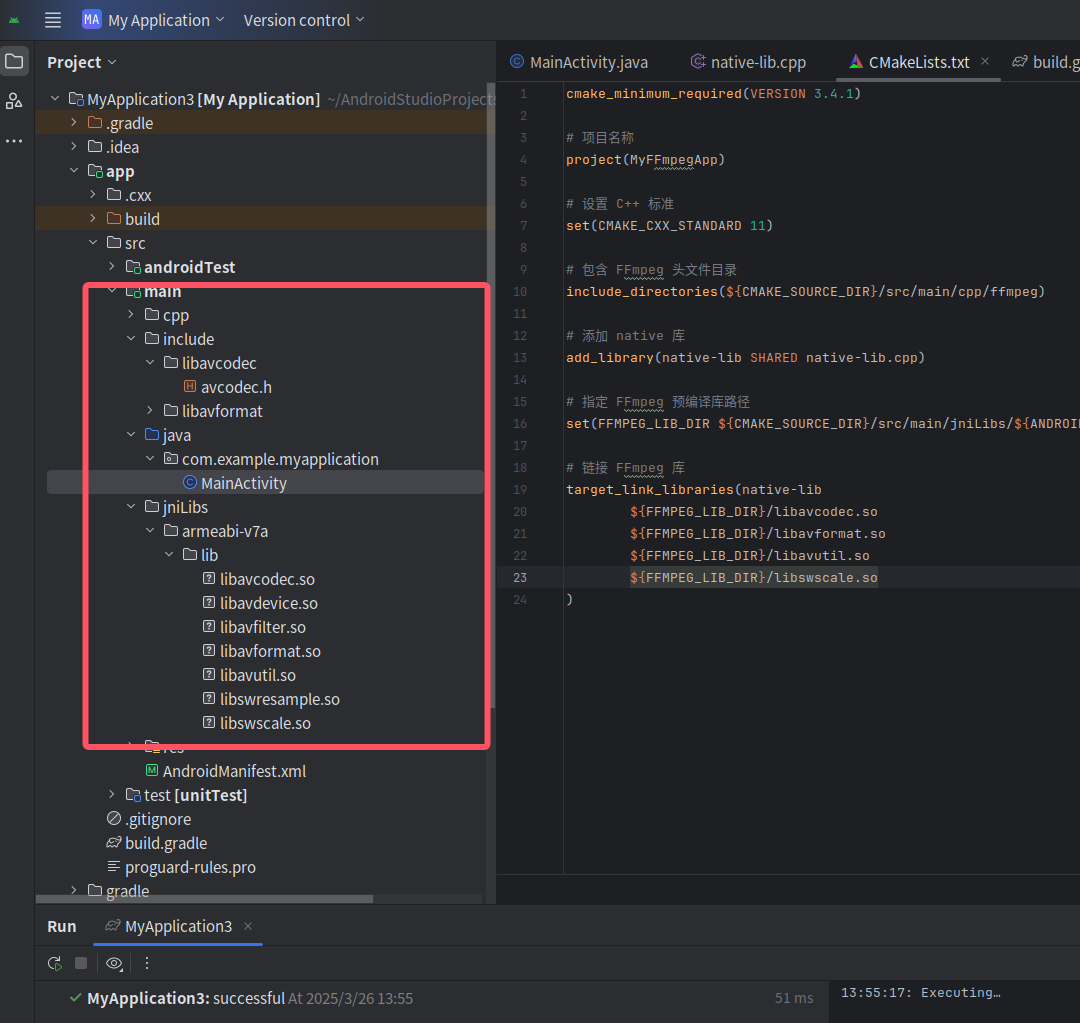 MA My Application Version control
Project
MyApplication3 [My Application] ~/AndroidStudioProjects
.gradle
.idea
app
.cxx
build
src
androidTest
main
cpp
include
libavcodec
avcodec.h
libavformat
java
com.example.myapplication
MainActivity
jniLibs
armeabi-v7a
lib
libavcodec.so
libavdevice.so
libavfilter.so
libavformat.so
libavutil.so
libswresample.so
libswscale.so
res
AndroidManifest.xml
test [unitTest]
.gitignore
build.gradle
proguard-rules.pro
gradle
MainActivity.java native-lib.cpp CMakeLists.txt build.g
1 cmake_minimum_required(VERSION 3.4.1)
2
3 # 项目名称
4 project(MyFFmpegApp)
5
6 # 设置 C++ 标准
7 set(CMAKE_CXX_STANDARD 11)
8
9 # 包含 FFmpeg 头文件目录
10 include_directories(${CMAKE_SOURCE_DIR}/src/main/cpp/ffmpeg)
11
12 # 添加 native 库
13 add_library(native-lib SHARED native-lib.cpp)
14
15 # 指定 FFmpeg 预编译库路径
16 set(FFMPEG_LIB_DIR ${CMAKE_SOURCE_DIR}/src/main/jniLibs/${ANDROI
17
18 # 链接 FFmpeg 库
19 target_link_libraries(native-lib
20 ${FFMPEG_LIB_DIR}/libavcodec.so
21 ${FFMPEG_LIB_DIR}/libavformat.so
22 ${FFMPEG_LIB_DIR}/libavutil.so
23 ${FFMPEG_LIB_DIR}/libswscale.so
24 )
Run MyApplication3
MyApplication3: successful At 2025/3/26 13:55 51 ms
13:55:17: Executing…